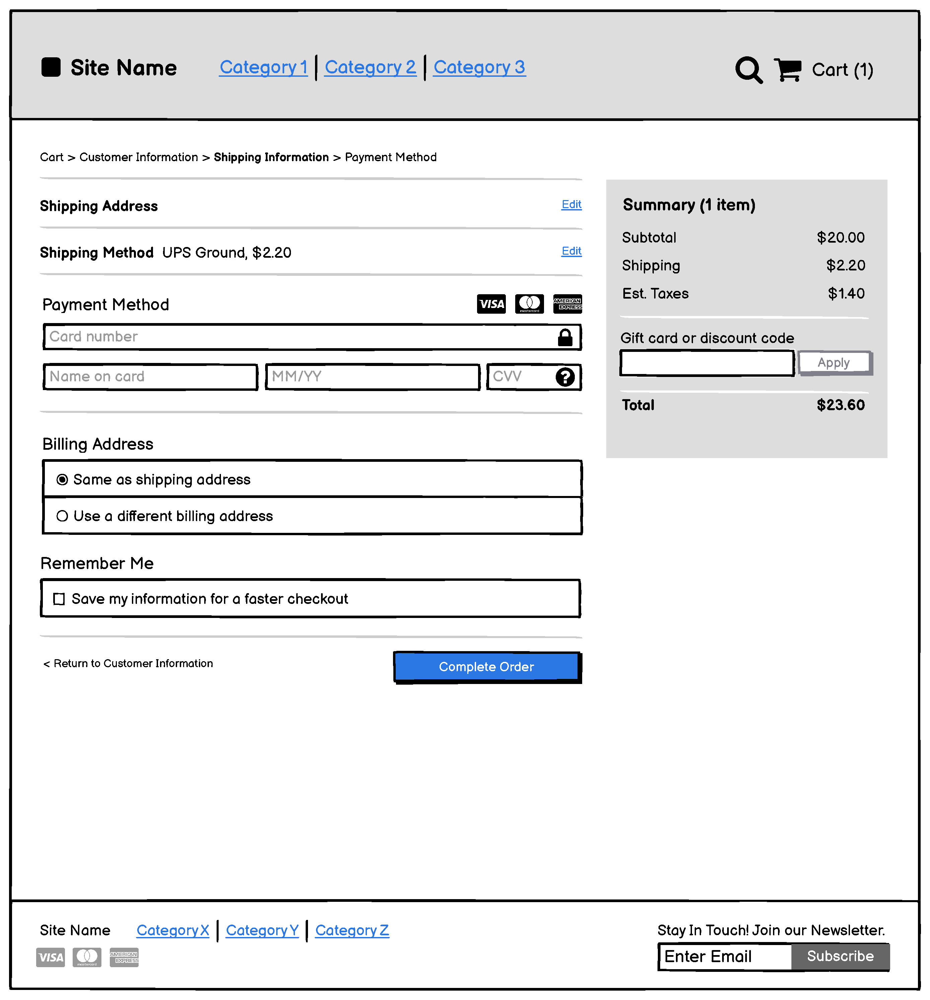 Site Name Category 1 Category 2 Category 3 Cart (1)
Cart > Customer Information > Shipping Information > Payment Method
Shipping Address Edit
Shipping Method UPS Ground, $2.20 Edit
Payment Method VISA mastercard AMERICAN EXPRESS
Card number
Name on card MM/YY CVV ?
Billing Address
Same as shipping address
Use a different billing address
Remember Me
Save my information for a faster checkout
< Return to Customer Information Complete Order
Summary (1 item)
Subtotal $20.00
Shipping $2.20
Est. Taxes $1.40
Gift card or discount code
Apply
Total $23.60
Site Name Category X Category Y Category Z
VISA mastercard AMERICAN EXPRESS
Stay In Touch! Join our Newsletter.
Enter Email Subscribe